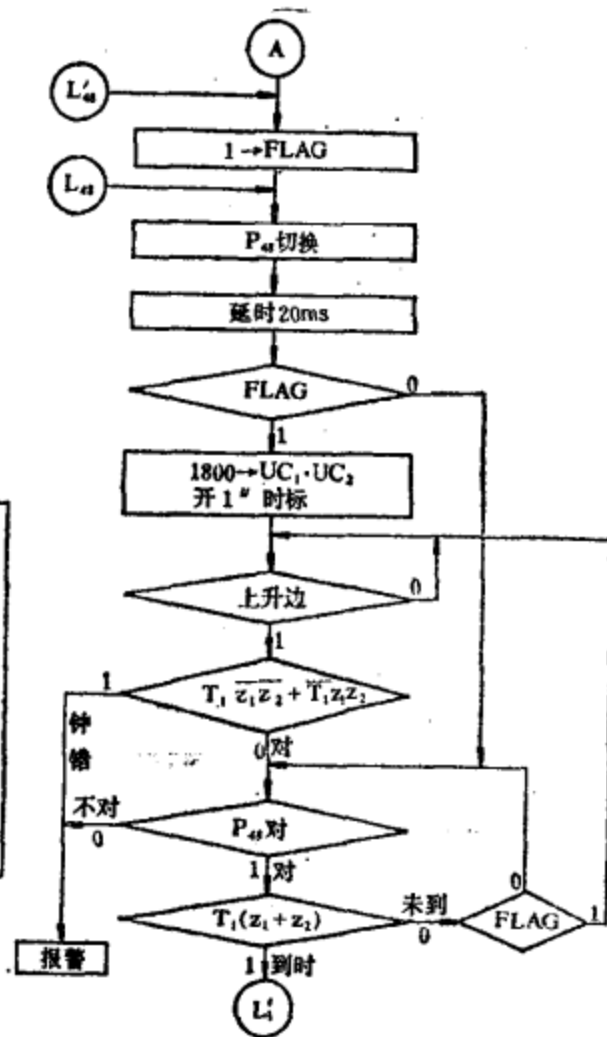 A
L′₄₈
1→FLAG
L₄₈
P₄₈切换
延时20ms
FLAG
0
1
1800→UC₁·UC₂
开1″时标
上升边
0
1
T₁ z̅₁z̅₂ + T̅₁z₁z₂
1
钟错
0对
不对
0
P₄₈对
1对
T₁(z₁+z₂)
未到
0
FLAG
0
1
报警
1到时
L′₁